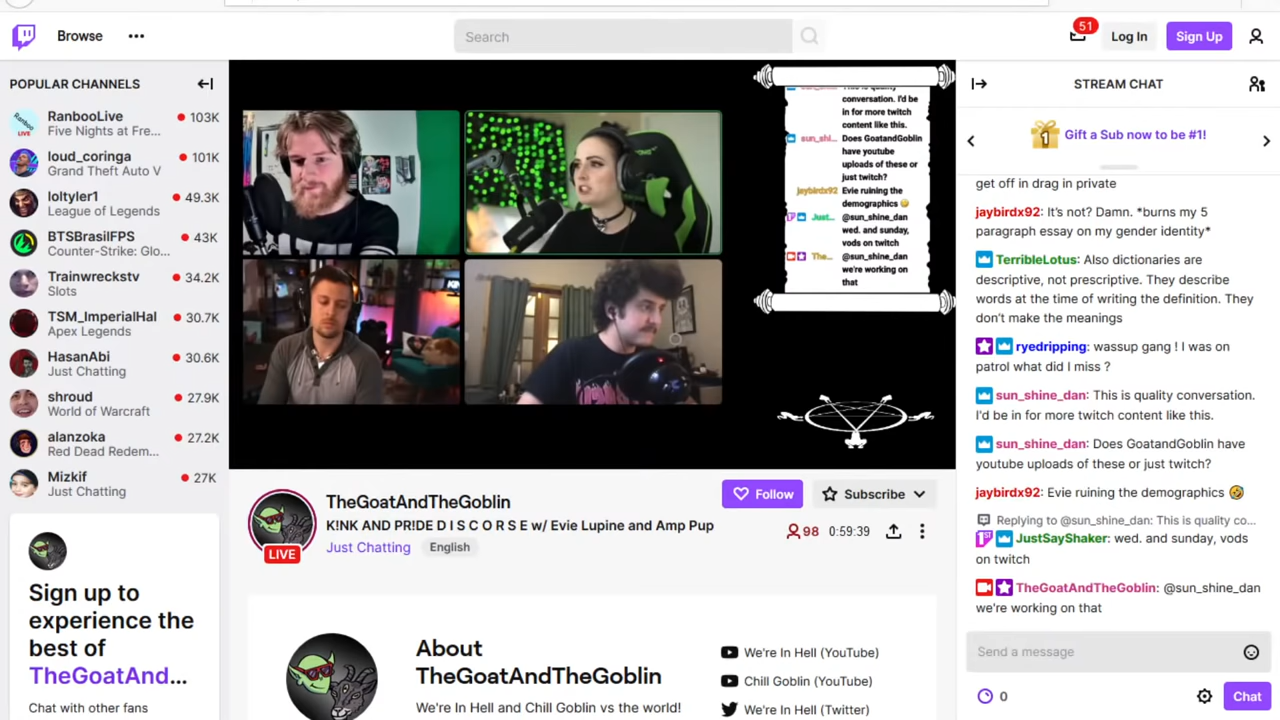 Browse
Search
51
Log In
Sign Up
POPULAR CHANNELS
RanbooLive
103K
Five Nights at Fre...
loud_coringa
101K
Grand Theft Auto V
loltyler1
49.3K
League of Legends
BTSBrasilFPS
43K
Counter-Strike: Glo...
Trainwreckstv
34.2K
Slots
TSM_ImperialHal
30.7K
Apex Legends
HasanAbi
30.6K
Just Chatting
shroud
27.9K
World of Warcraft
alanzoka
27.2K
Red Dead Redem...
Mizkif
27K
Just Chatting
Sign up to
experience the
best of
TheGoatAnd...
Chat with other fans
This is quality
conversation. I'd be
in for more twitch
content like this.
sun_shi... Does GoatandGoblin
have youtube
uploads of these or
just twitch?
jaybirdx92 Evie ruining the
demographics 🤣
Just... @sun_shine_dan
wed. and sunday,
vods on twitch
The... @sun_shine_dan
we're working on
that
LIVE
TheGoatAndTheGoblin
K!NK AND PR!DE D I S C O R S E w/ Evie Lupine and Amp Pup
Just Chatting
English
Follow
Subscribe
98
0:59:39
About
TheGoatAndTheGoblin
We're In Hell and Chill Goblin vs the world!
We're In Hell (YouTube)
Chill Goblin (YouTube)
We're In Hell (Twitter)
STREAM CHAT
1
Gift a Sub now to be #1!
get off in drag in private
jaybirdx92: It's not? Damn. *burns my 5
paragraph essay on my gender identity*
TerribleLotus: Also dictionaries are
descriptive, not prescriptive. They describe
words at the time of writing the definition. They
don't make the meanings
ryedripping: wassup gang ! I was on
patrol what did I miss ?
sun_shine_dan: This is quality conversation.
I'd be in for more twitch content like this.
sun_shine_dan: Does GoatandGoblin have
youtube uploads of these or just twitch?
jaybirdx92: Evie ruining the demographics 🤣
Replying to @sun_shine_dan: This is quality co...
1ST JustSayShaker: wed. and sunday, vods
on twitch
TheGoatAndTheGoblin: @sun_shine_dan
we're working on that
Send a message
0
Chat